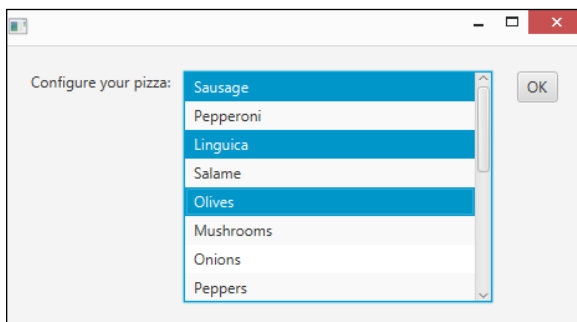 Configure your pizza:
Sausage
OK
Pepperoni
Linguica
Salame
Olives
Mushrooms
Onions
Peppers